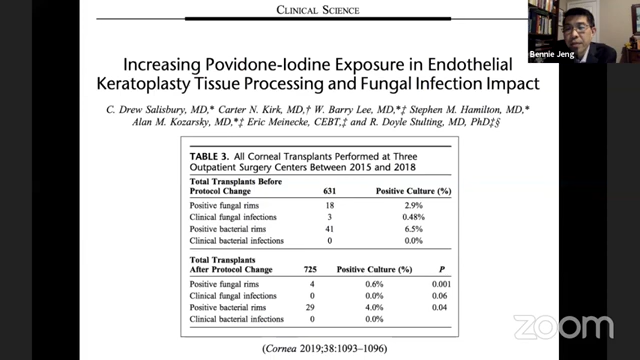 CLINICAL SCIENCE
Bennie Jeng
Increasing Povidone-Iodine Exposure in Endothelial
Keratoplasty Tissue Processing and Fungal Infection Impact
C. Drew Salisbury, MD,* Carter N. Kirk, MD,† W. Barry Lee, MD,*‡ Stephen M. Hamilton, MD,*
Alan M. Kozarsky, MD,*‡ Eric Meinecke, CEBT,‡ and R. Doyle Stulting, MD, PhD‡§
TABLE 3. All Corneal Transplants Performed at Three
Outpatient Surgery Centers Between 2015 and 2018
Total Transplants Before
Protocol Change 631 Positive Culture (%)
Positive fungal rims 18 2.9%
Clinical fungal infections 3 0.48%
Positive bacterial rims 41 6.5%
Clinical bacterial infections 0 0.0%
Total Transplants
After Protocol Change 725 Positive Culture (%) P
Positive fungal rims 4 0.6% 0.001
Clinical fungal infections 0 0.0% 0.06
Positive bacterial rims 29 4.0% 0.04
Clinical bacterial infections 0 0.0%
(Cornea 2019;38:1093–1096)
zoom